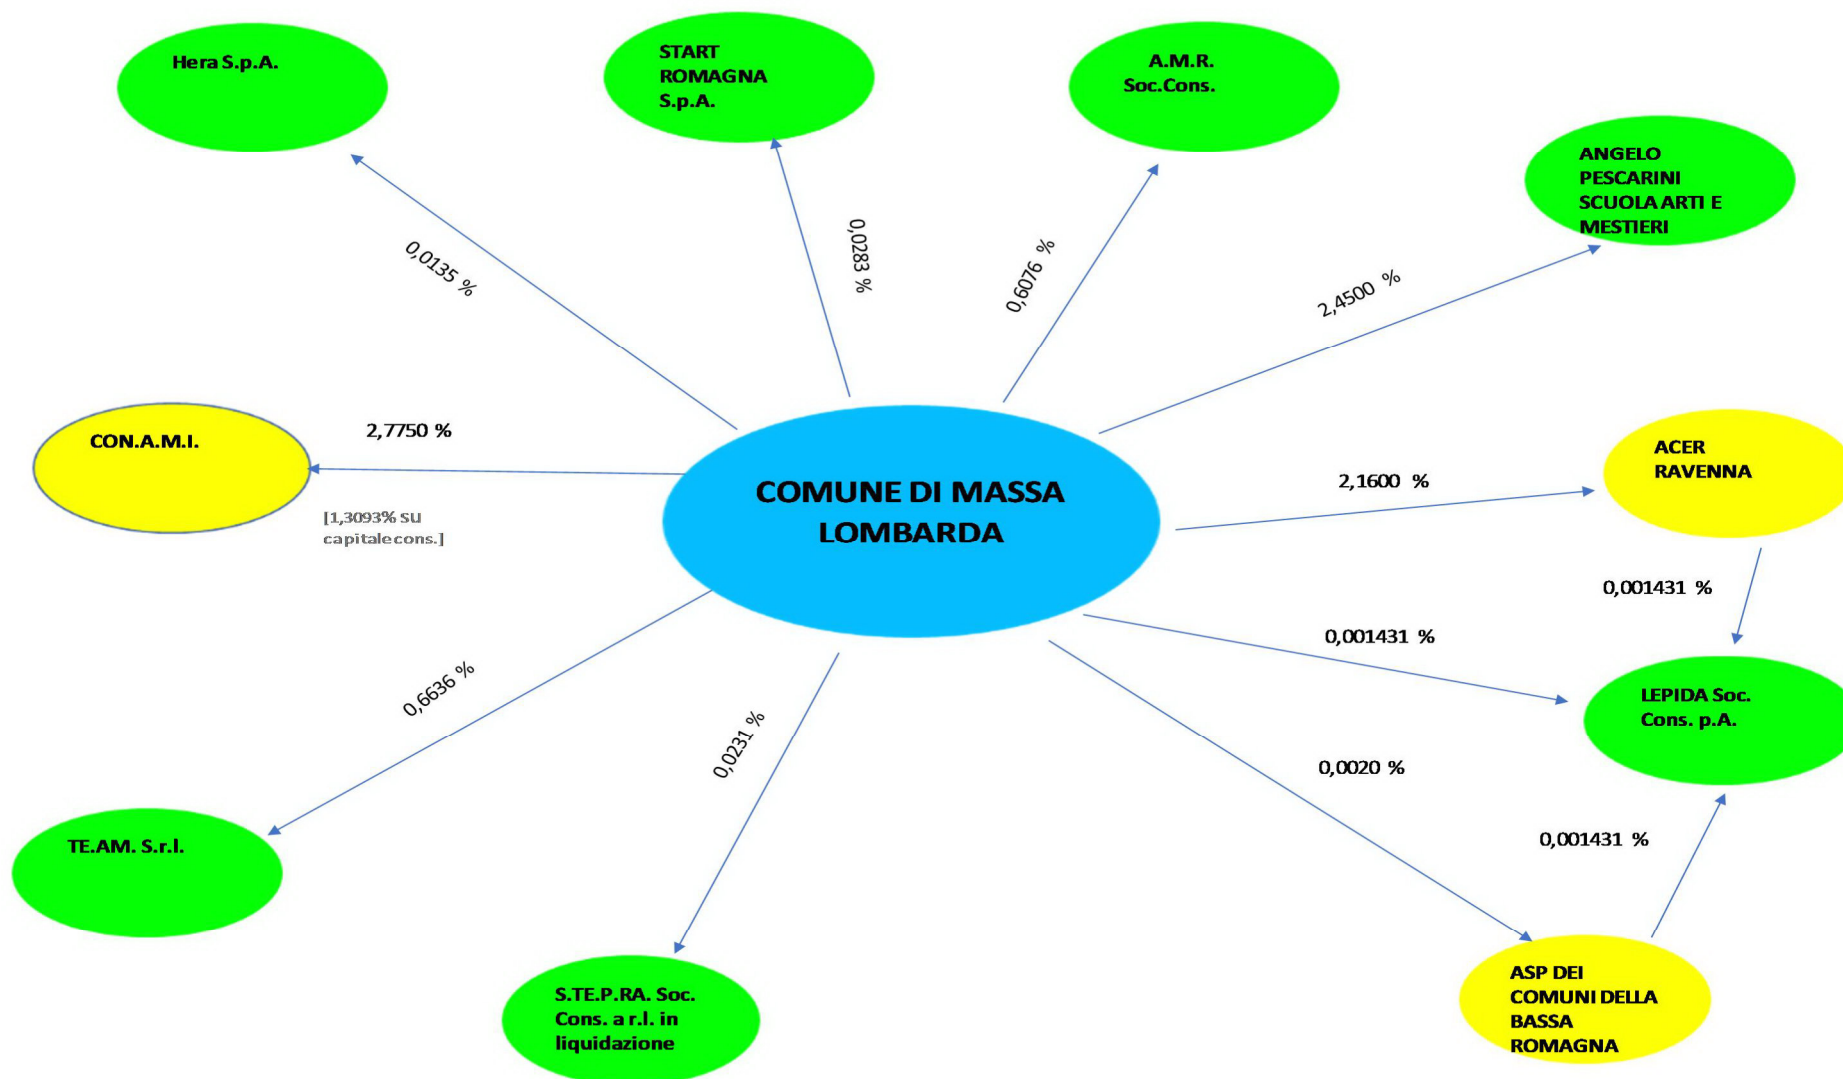 Hera S.p.A.
START
ROMAGNA
S.p.A.
A.M.R.
Soc.Cons.
ANGELO
PESCARINI
SCUOLA ARTI E
MESTIERI
0,0135 %
0,0283 %
0,6076 %
2,4500 %
CON.A.M.I.
2,7750 %
[1,3093% su
capitale cons.]
COMUNE DI MASSA
LOMBARDA
2,1600 %
ACER
RAVENNA
0,001431 %
0,001431 %
LEPIDA Soc.
Cons. p.A.
0,6636 %
0,0231 %
0,0020 %
0,001431 %
TE.AM. S.r.l.
S.TE.P.RA. Soc.
Cons. a r.l. in
liquidazione
ASP DEI
COMUNI DELLA
BASSA
ROMAGNA